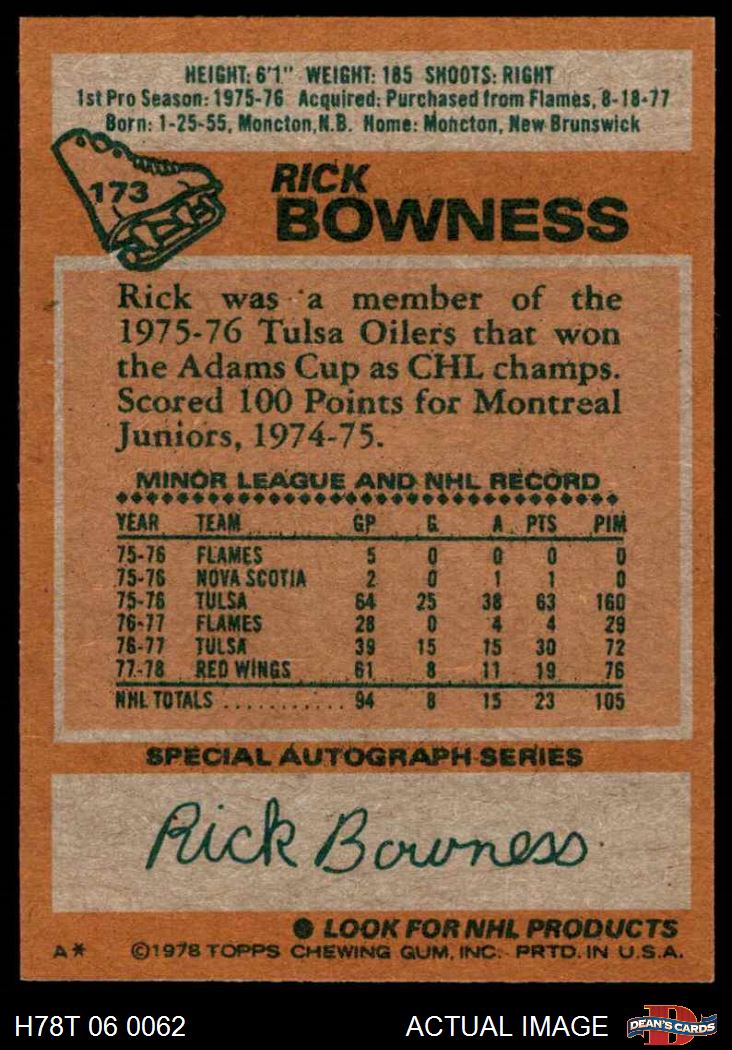 HEIGHT: 6'1" WEIGHT: 185 SHOOTS: RIGHT
1st Pro Season: 1975-76 Acquired: Purchased from Flames, 8-18-77
Born: 1-25-55, Moncton, N.B. Home: Moncton, New Brunswick
173
RICK
BOWNESS
Rick was a member of the
1975-76 Tulsa Oilers that won
the Adams Cup as CHL champs.
Scored 100 Points for Montreal
Juniors, 1974-75.
MINOR LEAGUE AND NHL RECORD
YEAR TEAM GP G A PTS PIM
75-76 FLAMES 5 0 0 0 0
75-76 NOVA SCOTIA 2 0 1 1 0
75-76 TULSA 64 25 38 63 160
76-77 FLAMES 28 0 4 4 29
76-77 TULSA 39 15 15 30 72
77-78 RED WINGS 61 8 11 19 76
NHL TOTALS ........... 94 8 15 23 105
SPECIAL AUTOGRAPH SERIES
Rick Bowness
● LOOK FOR NHL PRODUCTS
A* ©1978 TOPPS CHEWING GUM, INC. PRTD. IN U.S.A.
H78T 06 0062 ACTUAL IMAGE D DEAN'S CARDS